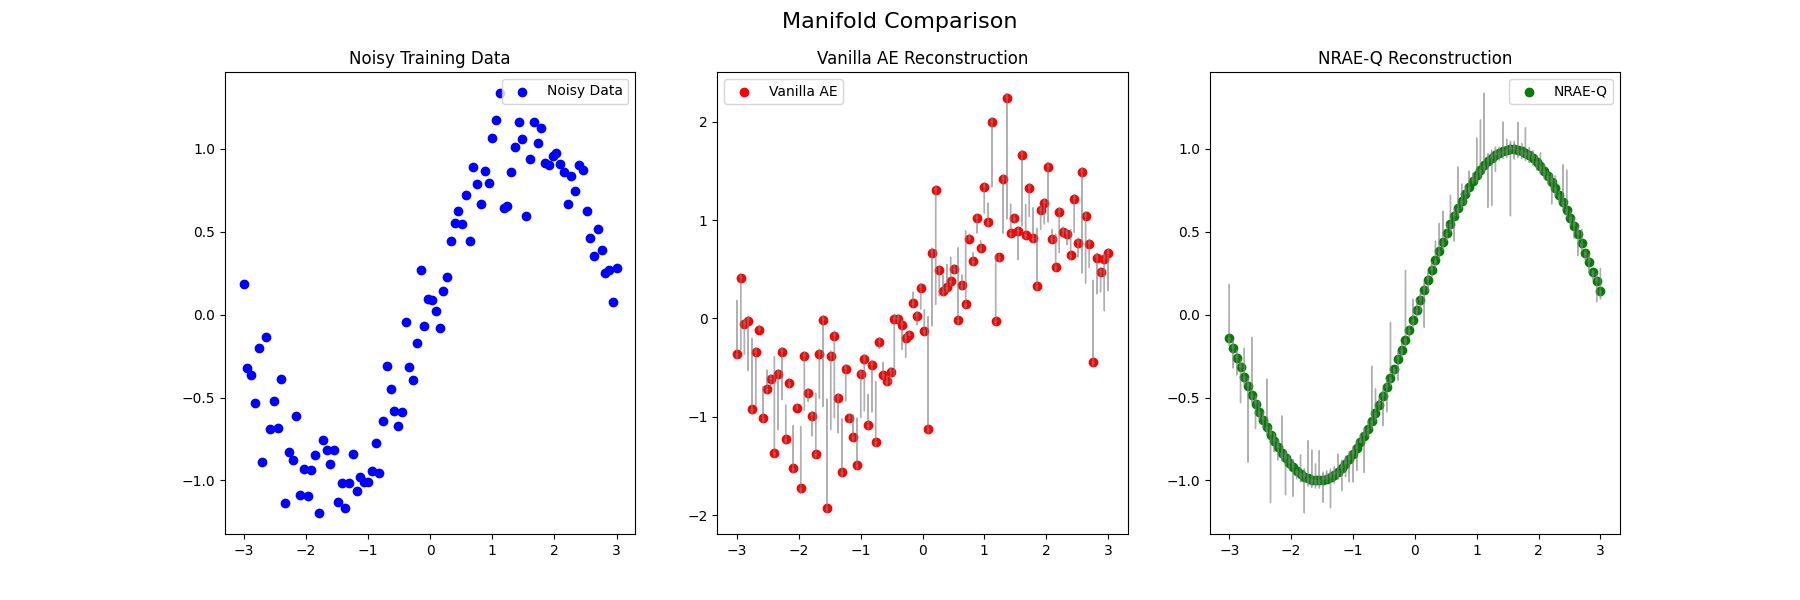 Manifold Comparison
Noisy Training Data
Vanilla AE Reconstruction
NRAE-Q Reconstruction
Noisy Data
Vanilla AE
NRAE-Q
1.0
0.5
0.0
−0.5
−1.0
−3 −2 −1 0 1 2 3
2
1
0
−1
−2
−3 −2 −1 0 1 2 3
1.0
0.5
0.0
−0.5
−1.0
−3 −2 −1 0 1 2 3